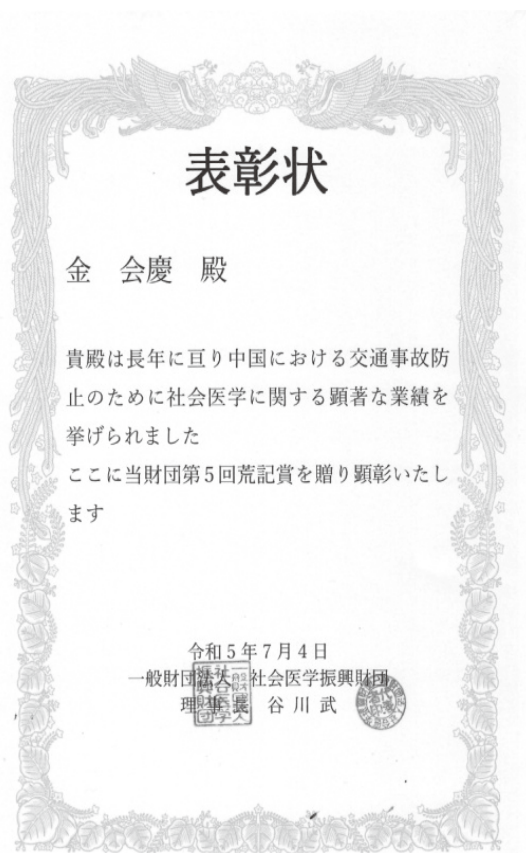 表彰状
金 会慶 殿
貴殿は長年に亘り中国における交通事故防
止のために社会医学に関する顕著な業績を
挙げられました
ここに当財団第5回荒記賞を贈り顕彰いたし
ます
令和5年7月4日
一般財団法人 社会医学振興財団
理事長 谷川武